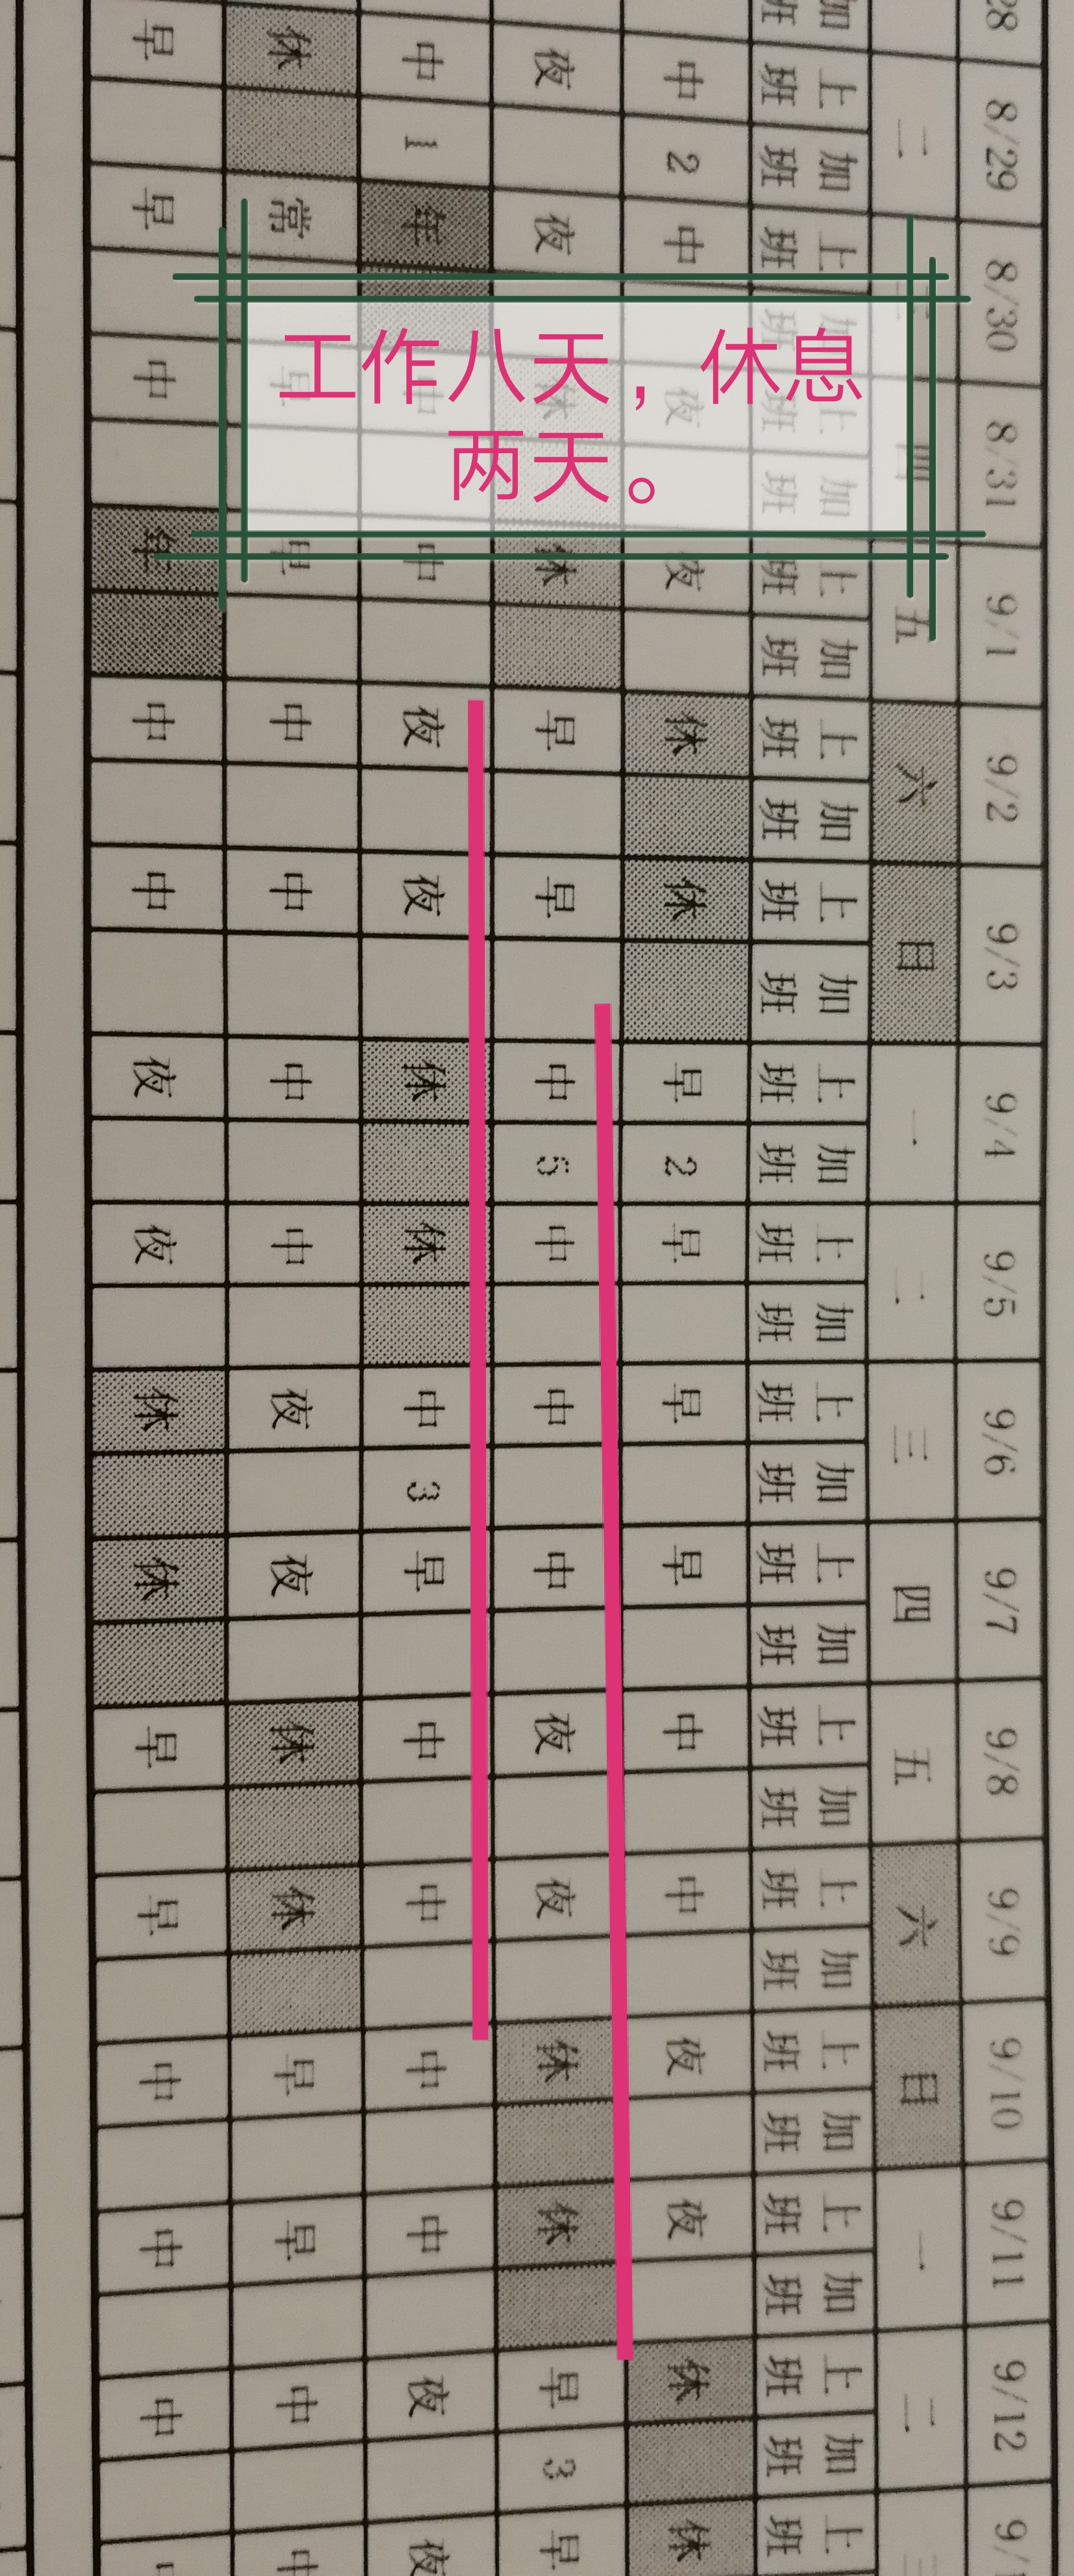 工作八天，休息
两天。
28 8/29 8/30 8/31 9/1 9/2 9/3 9/4 9/5 9/6 9/7 9/8 9/9 9/10 9/11 9/12 9/
二 四 五 六 日 一 二 三 四 五 六 日 一 二
加 上 加 上 加 上 加 上 加 上 加 上 加 上 加 上 加 上 加 上 加 上 加 上 加 上 加 上 加 上 加 上
班 班 班 班 班 班 班 班 班 班 班 班 班 班 班 班 班 班 班 班 班 班 班 班 班 班 班 班 班 班 班 班
中 2 中 夜 夜 休 休 早 2 早 早 早 中 中 夜 夜 休 休
夜 夜 休 休 早 早 中 5 中 中 中 夜 夜 休 休 早 3 早
中 1 年 中 中 夜 夜 休 休 中 3 早 中 中 中 中 夜 夜
休 常 早 早 中 中 中 中 夜 夜 休 休 早 早 中 中
早 早 中 年 中 中 夜 夜 休 休 早 早 中 中 中